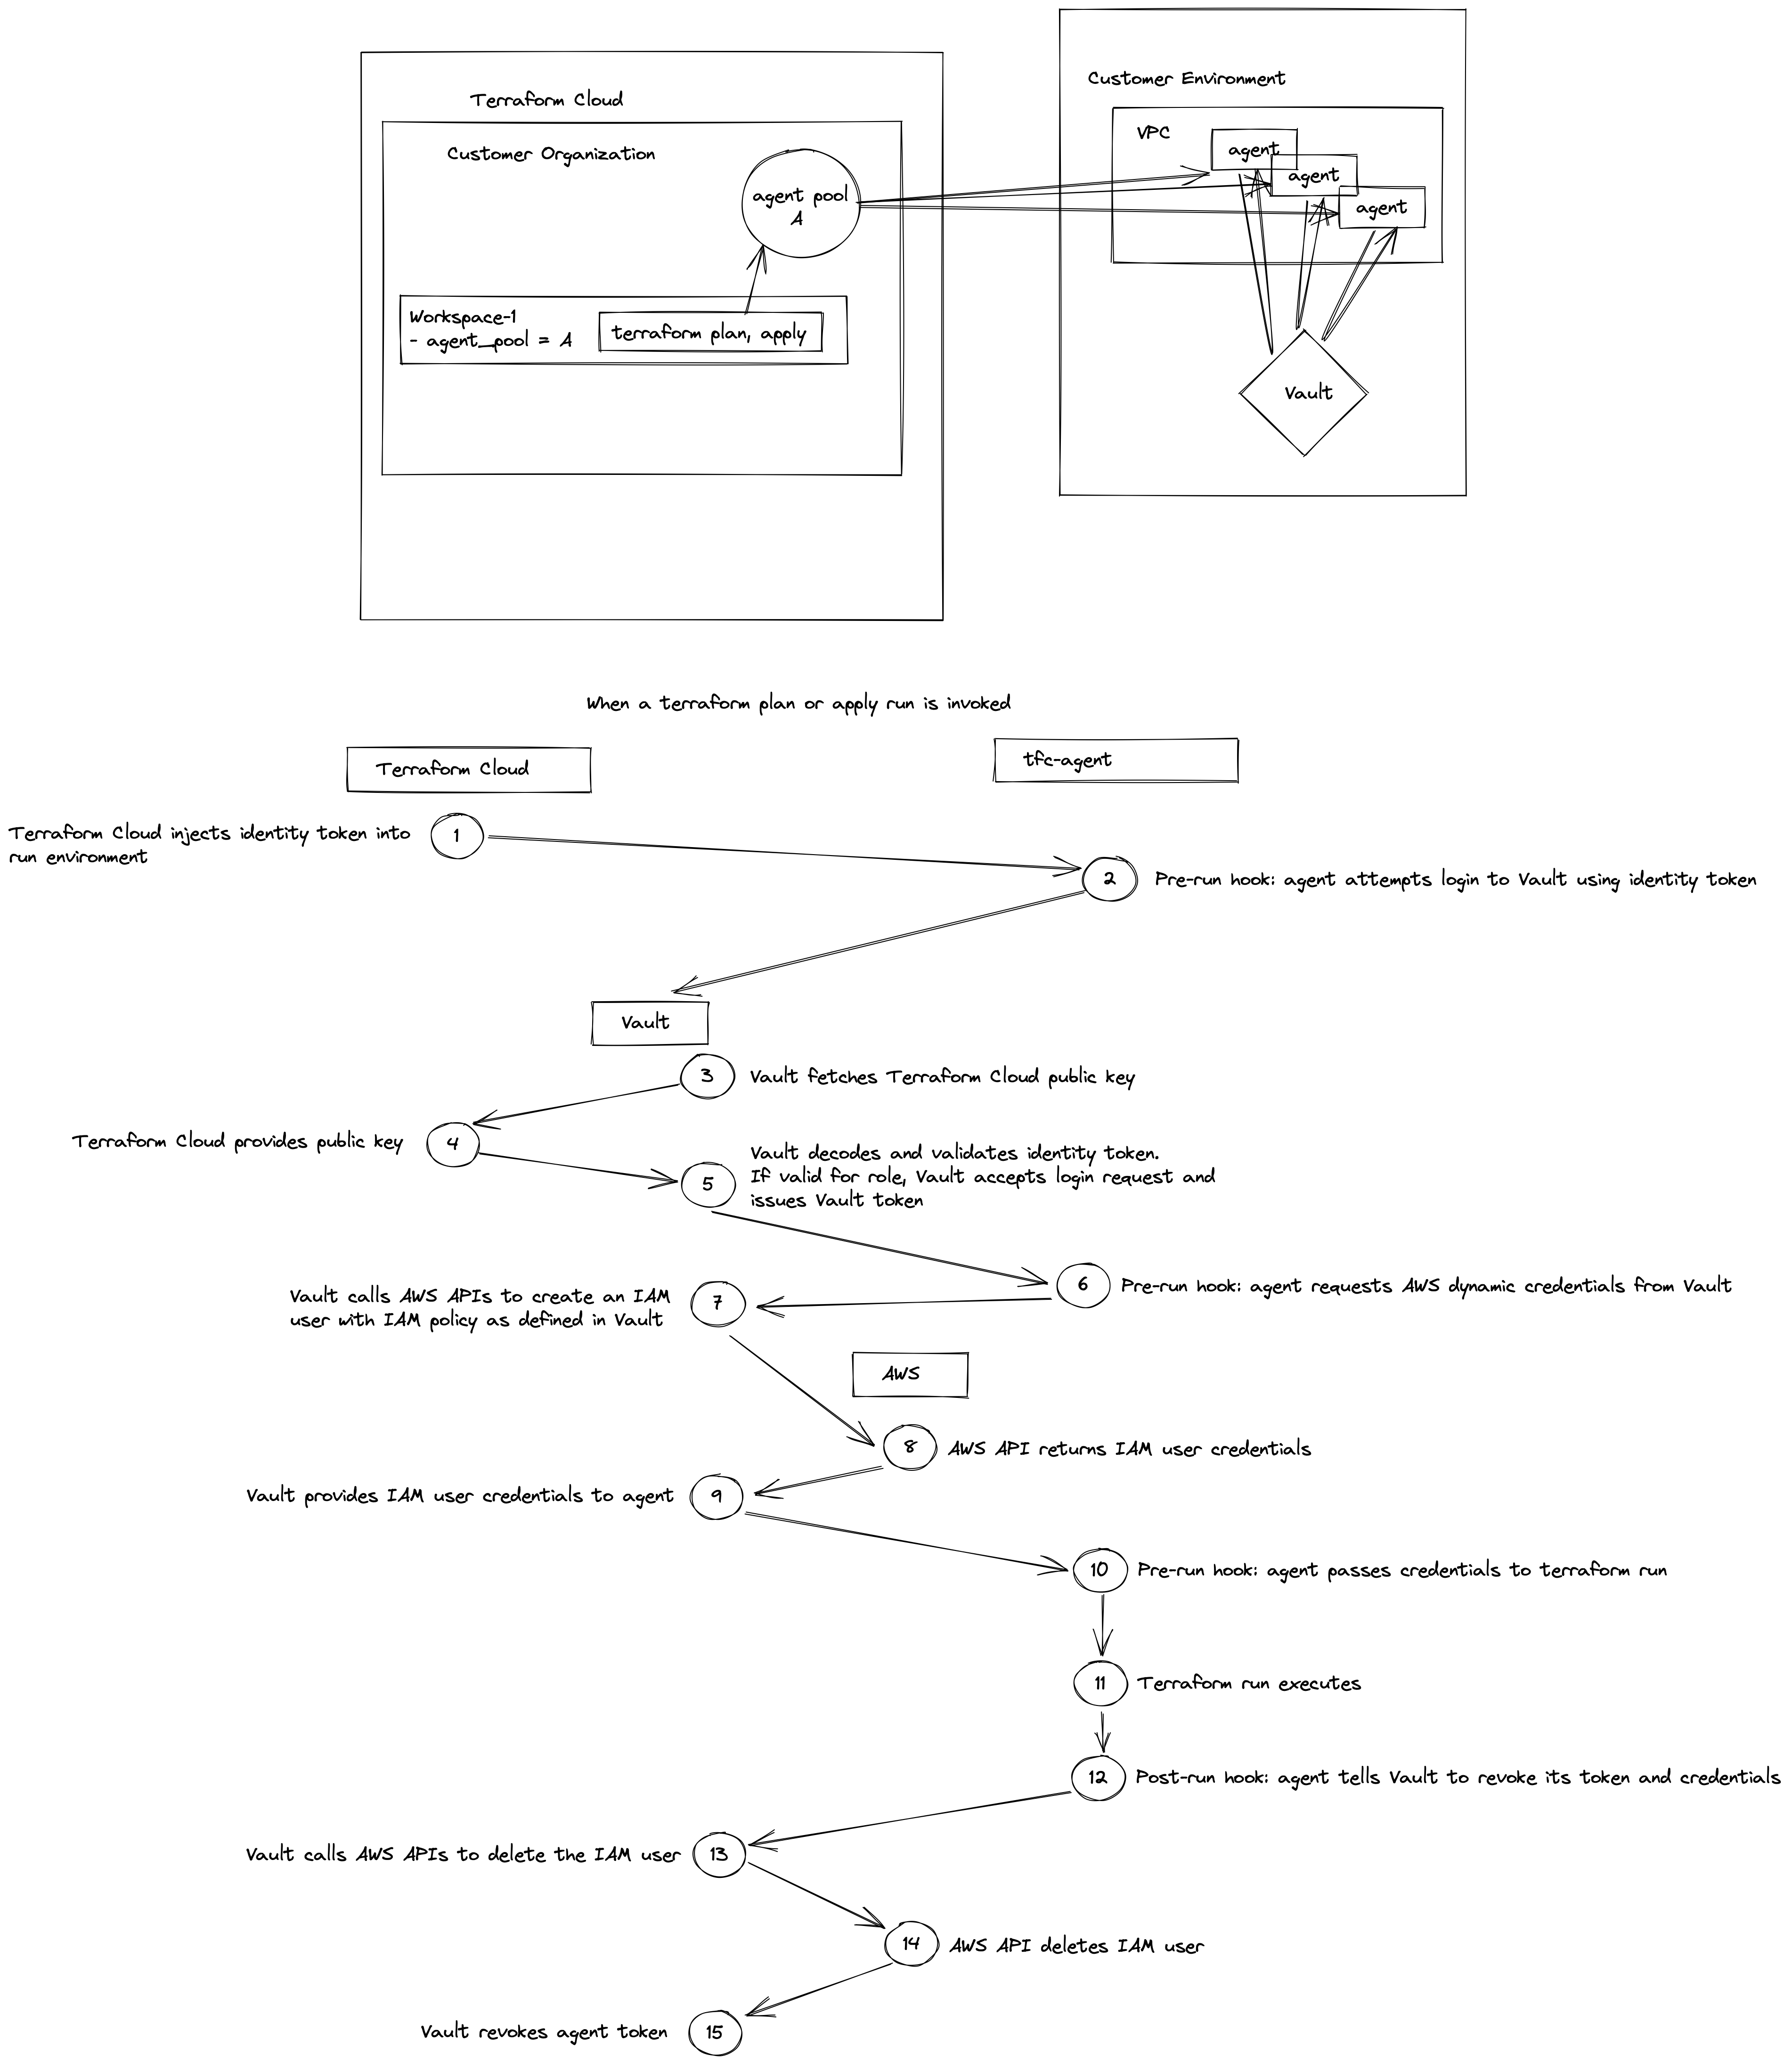 Terraform Cloud
Customer Organization
agent pool
A
Workspace-1
- agent_pool = A
terraform plan, apply
Customer Environment
VPC
agent
agent
agent
Vault
When a terraform plan or apply run is invoked
Terraform Cloud
tfc-agent
Terraform Cloud injects identity token into
run environment
1
2
Pre-run hook: agent attempts login to Vault using identity token
Vault
3
Vault fetches Terraform Cloud public key
Terraform Cloud provides public key
4
Vault decodes and validates identity token.
If valid for role, Vault accepts login request and
issues Vault token
5
6
Pre-run hook: agent requests AWS dynamic credentials from Vault
Vault calls AWS APIs to create an IAM
user with IAM policy as defined in Vault
7
AWS
8
AWS API returns IAM user credentials
Vault provides IAM user credentials to agent
9
10
Pre-run hook: agent passes credentials to terraform run
11
Terraform run executes
12
Post-run hook: agent tells Vault to revoke its token and credentials
Vault calls AWS APIs to delete the IAM user
13
14
AWS API deletes IAM user
Vault revokes agent token
15